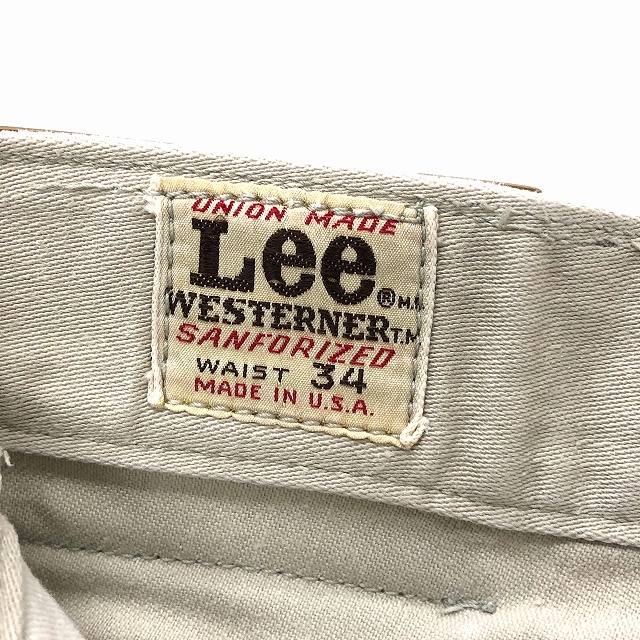 UNION MADE
Lee® M.R.
WESTERNER T.M.
SANFORIZED
WAIST 34
MADE IN U.S.A.